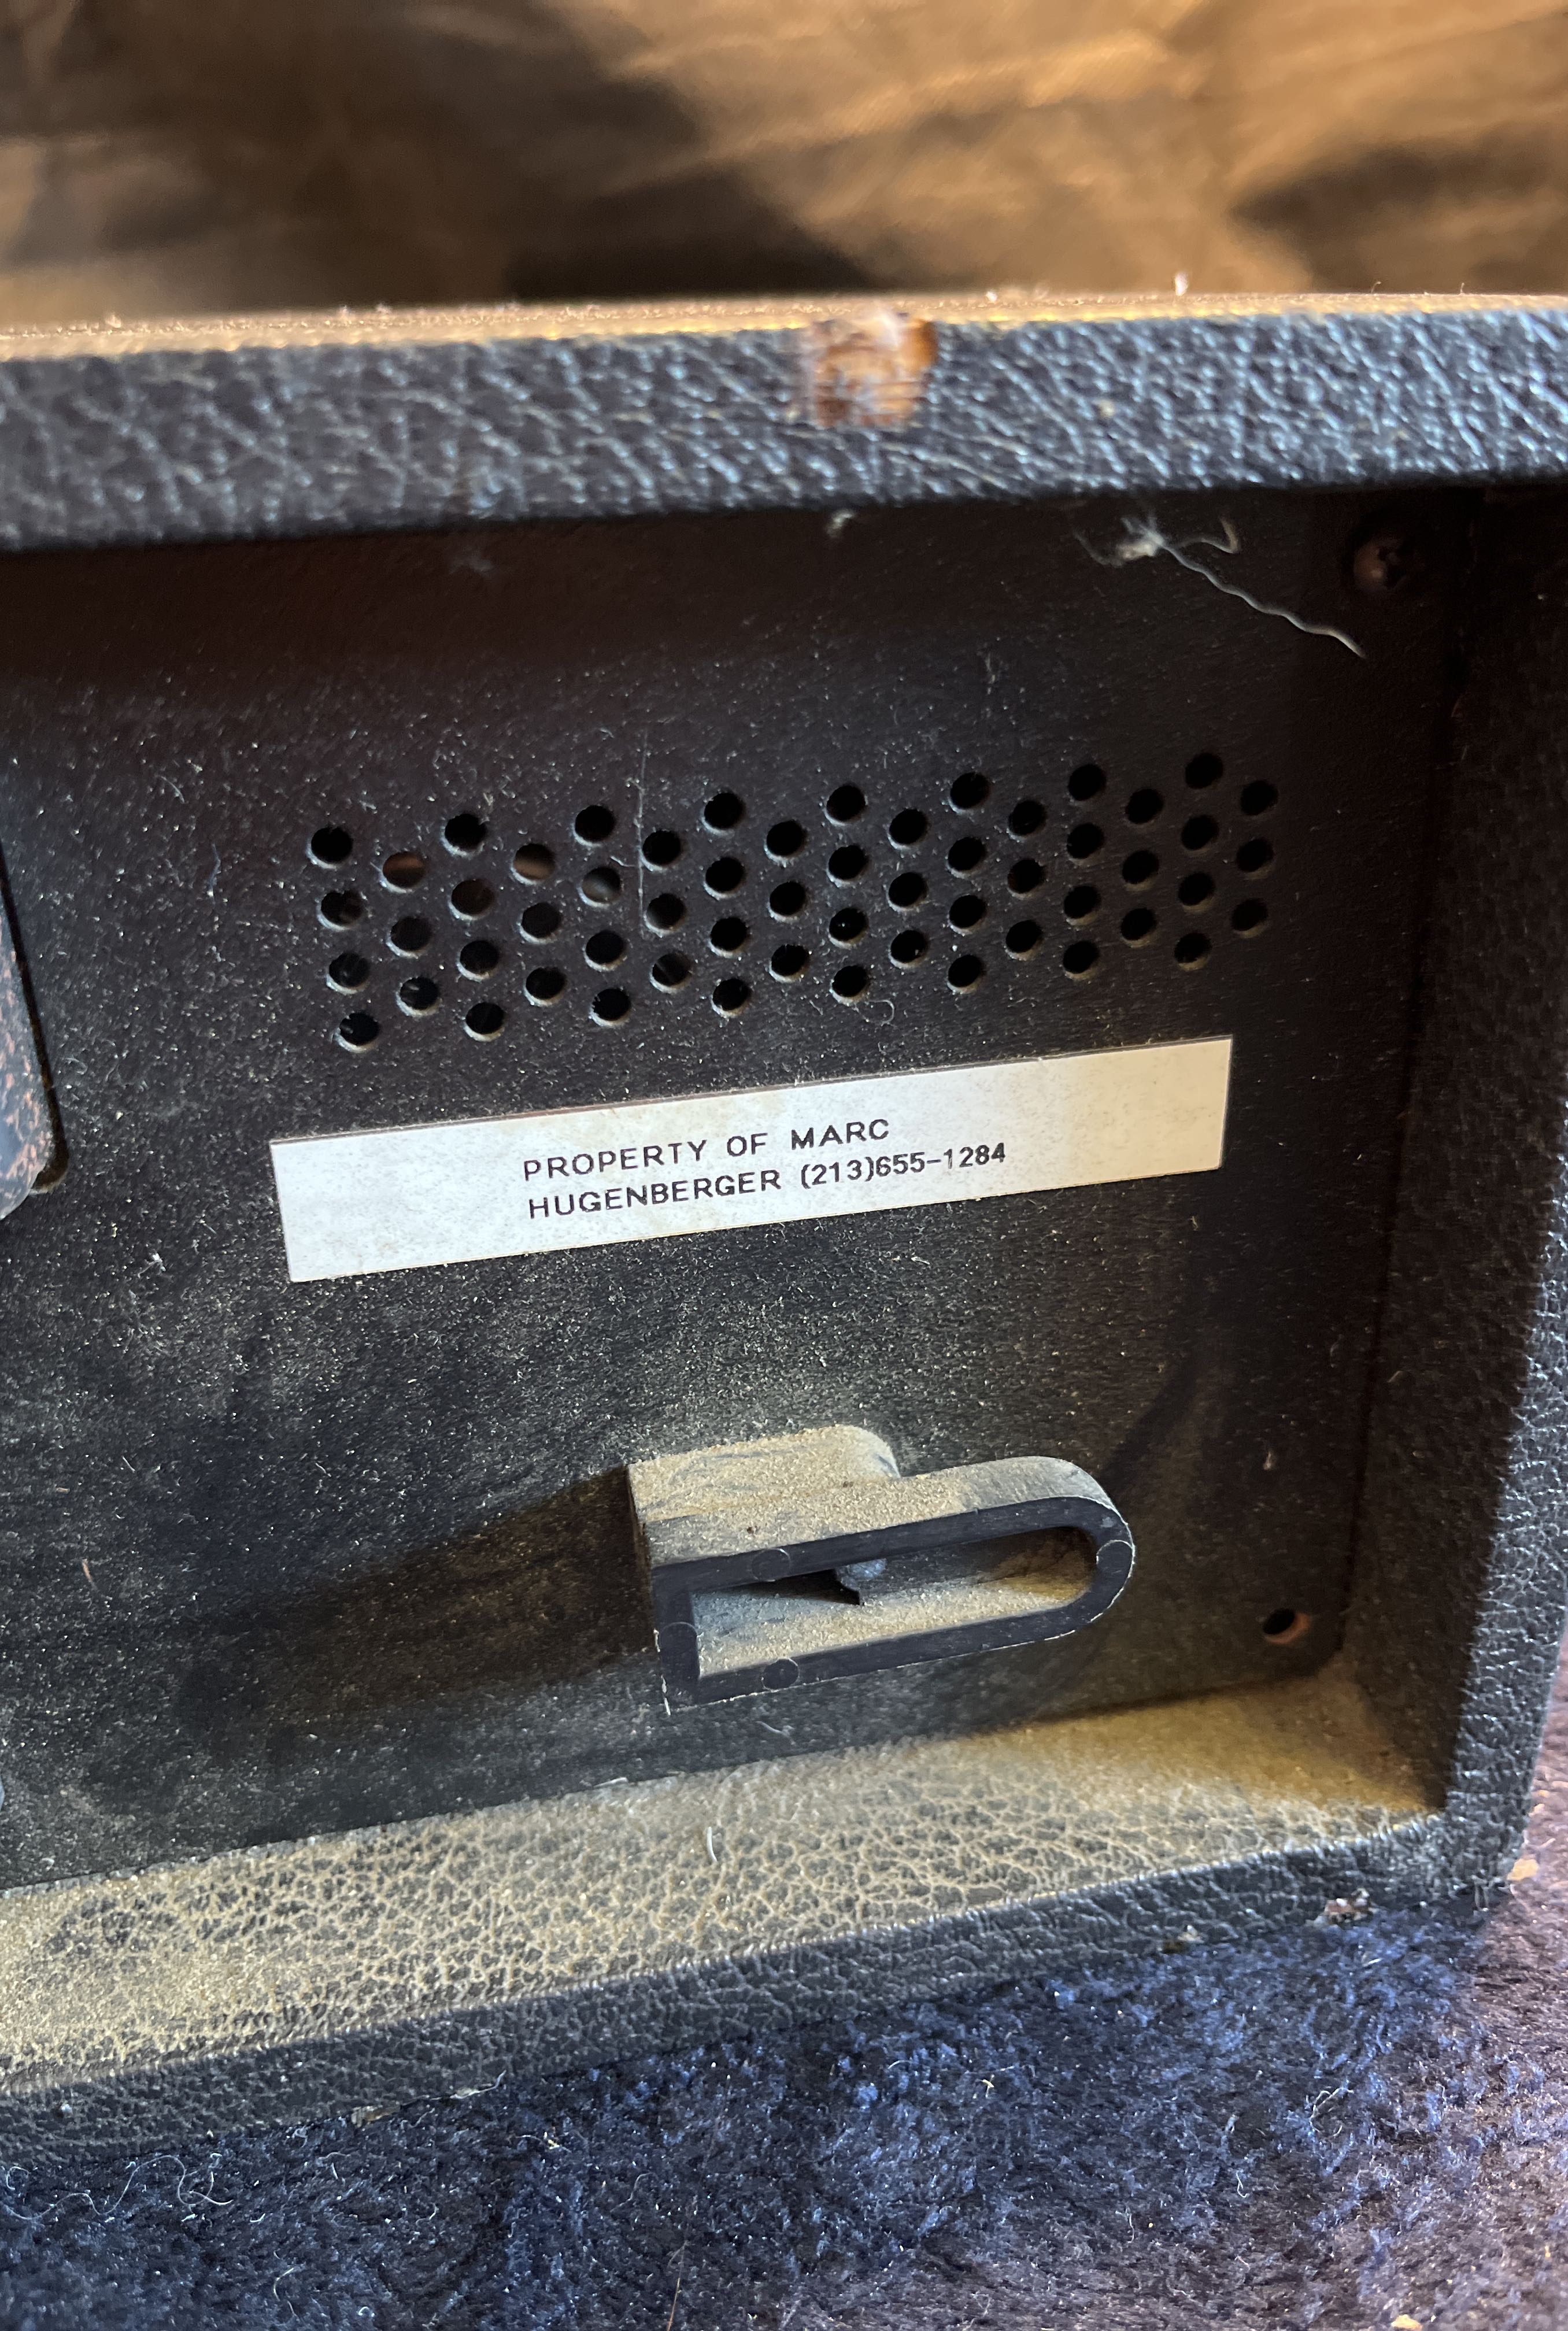 PROPERTY OF MARC
HUGENBERGER (213)655-1284